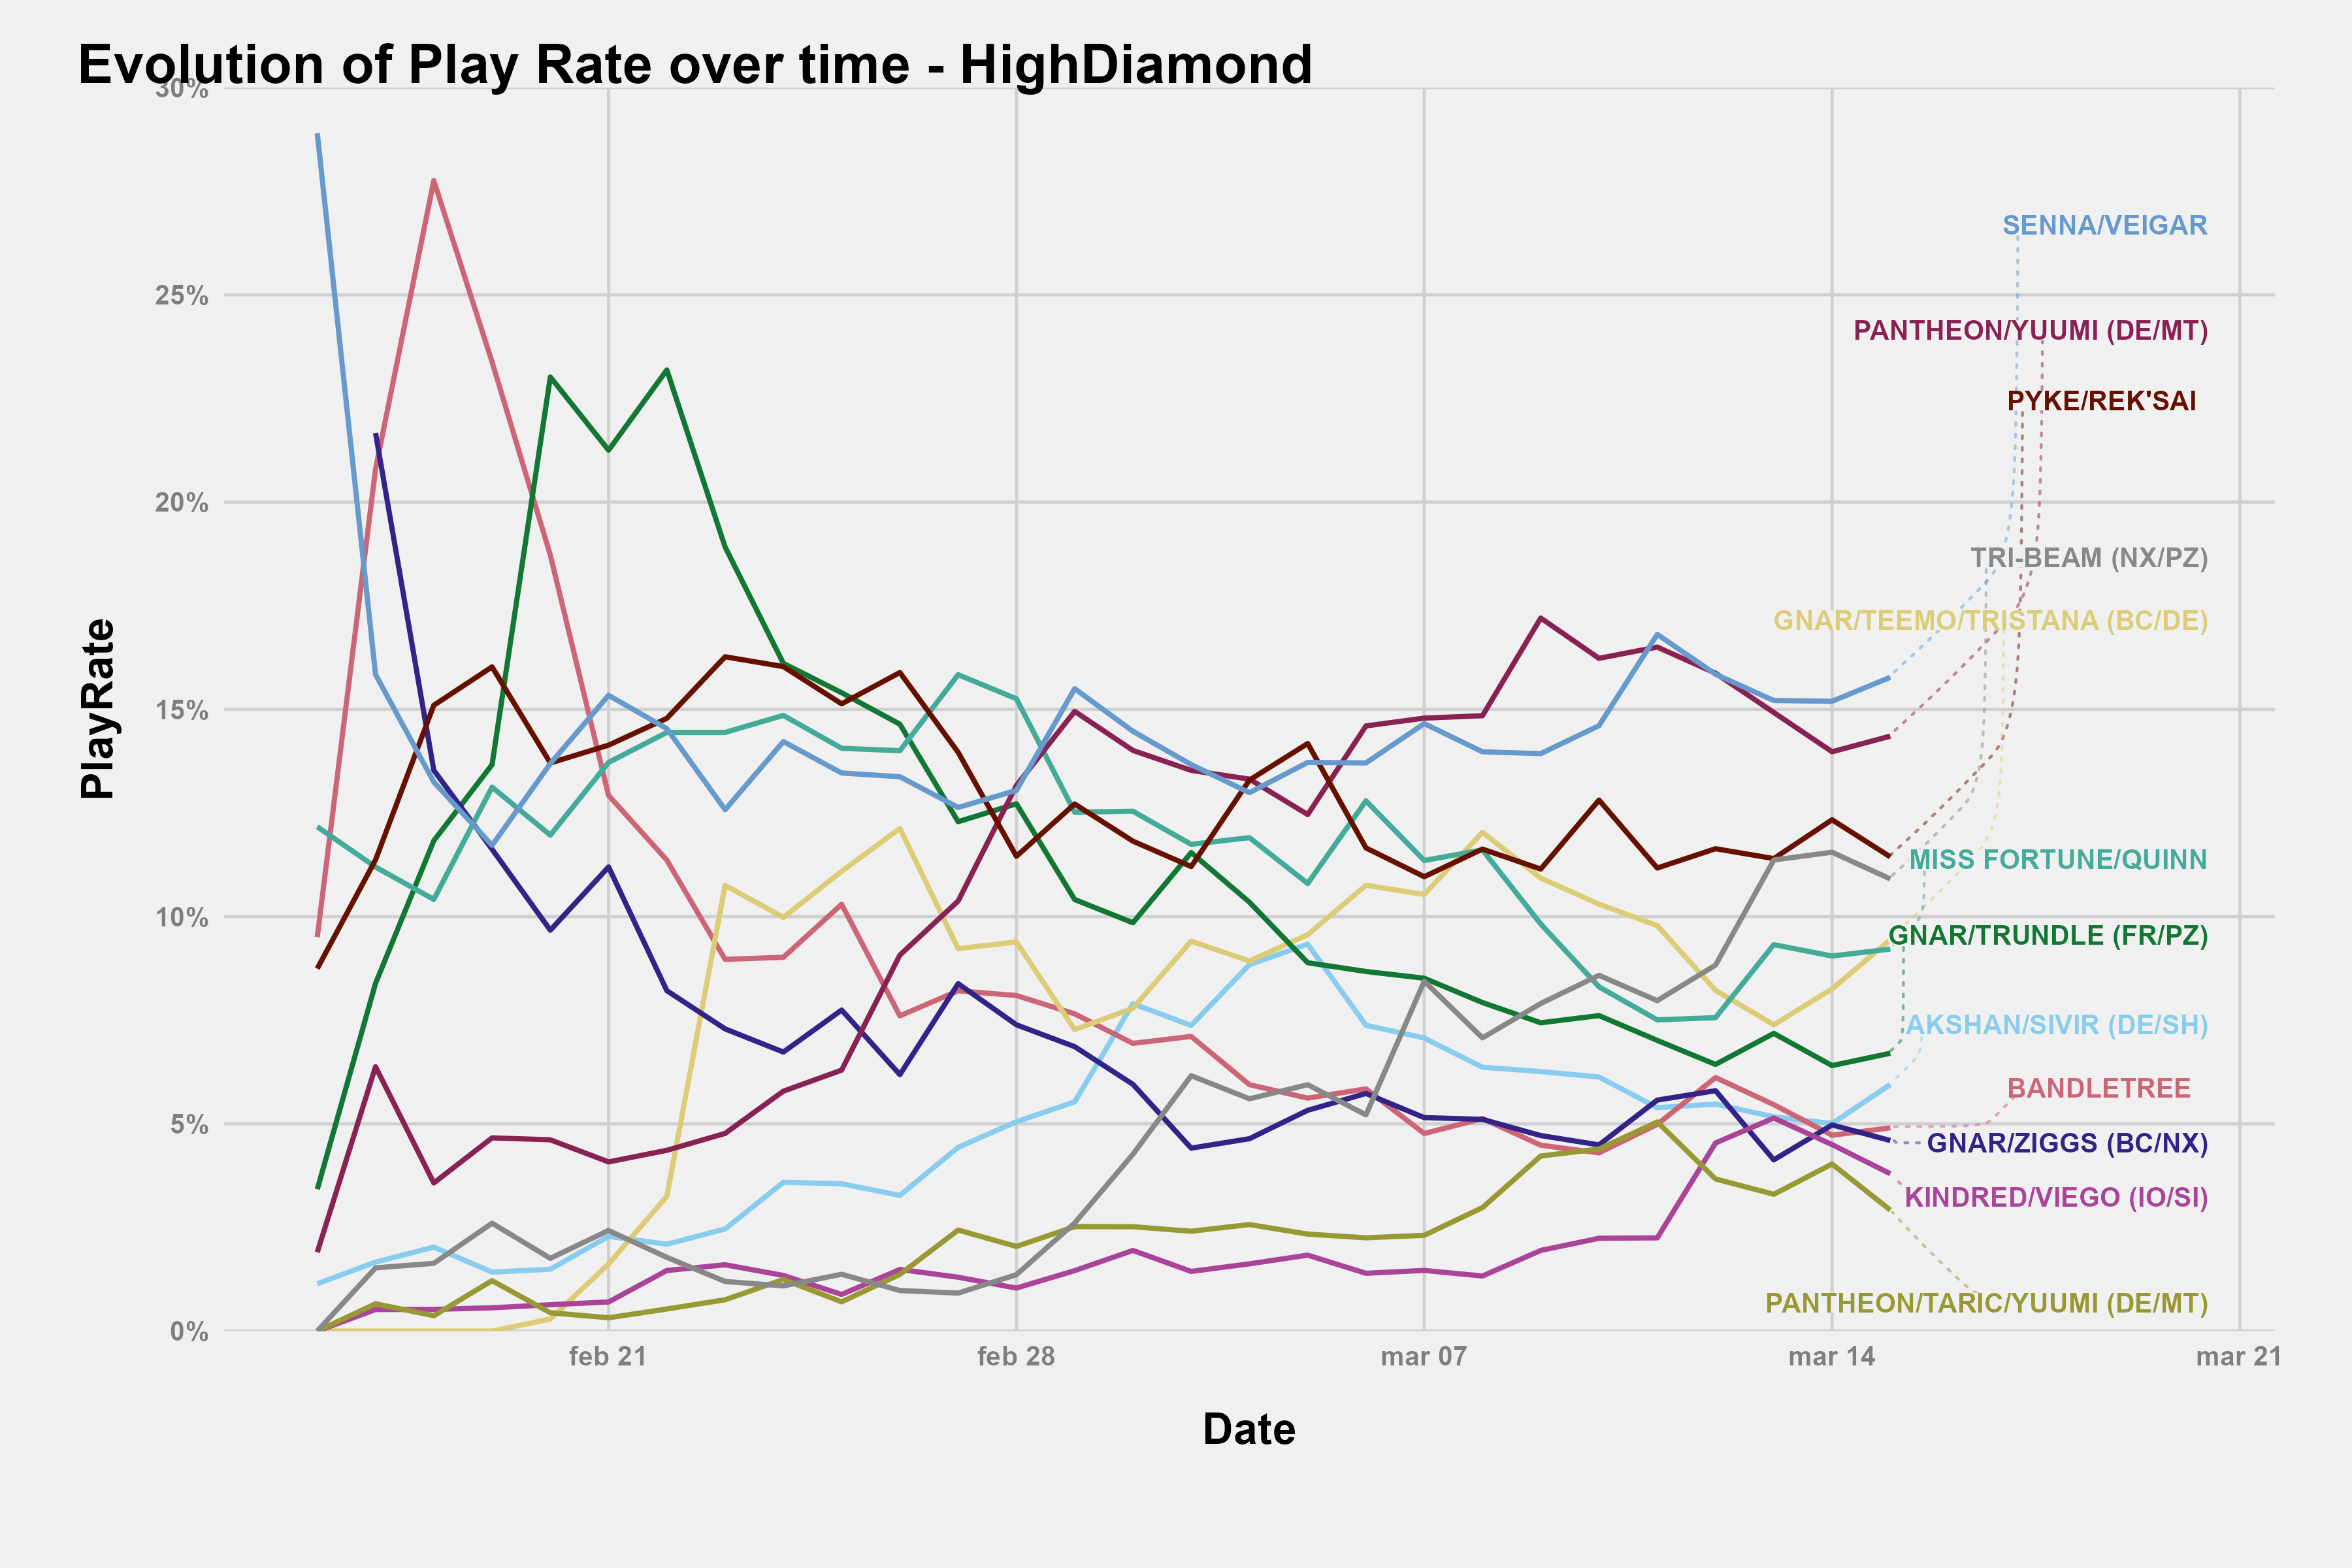 Evolution of Play Rate over time - HighDiamond
30%
25%
20%
15%
10%
5%
0%
PlayRate
SENNA/VEIGAR
PANTHEON/YUUMI (DE/MT)
PYKE/REK'SAI
TRI-BEAM (NX/PZ)
GNAR/TEEMO/TRISTANA (BC/DE)
MISS FORTUNE/QUINN
GNAR/TRUNDLE (FR/PZ)
AKSHAN/SIVIR (DE/SH)
BANDLETREE
GNAR/ZIGGS (BC/NX)
KINDRED/VIEGO (IO/SI)
PANTHEON/TARIC/YUUMI (DE/MT)
feb 21
feb 28
mar 07
mar 14
mar 21
Date